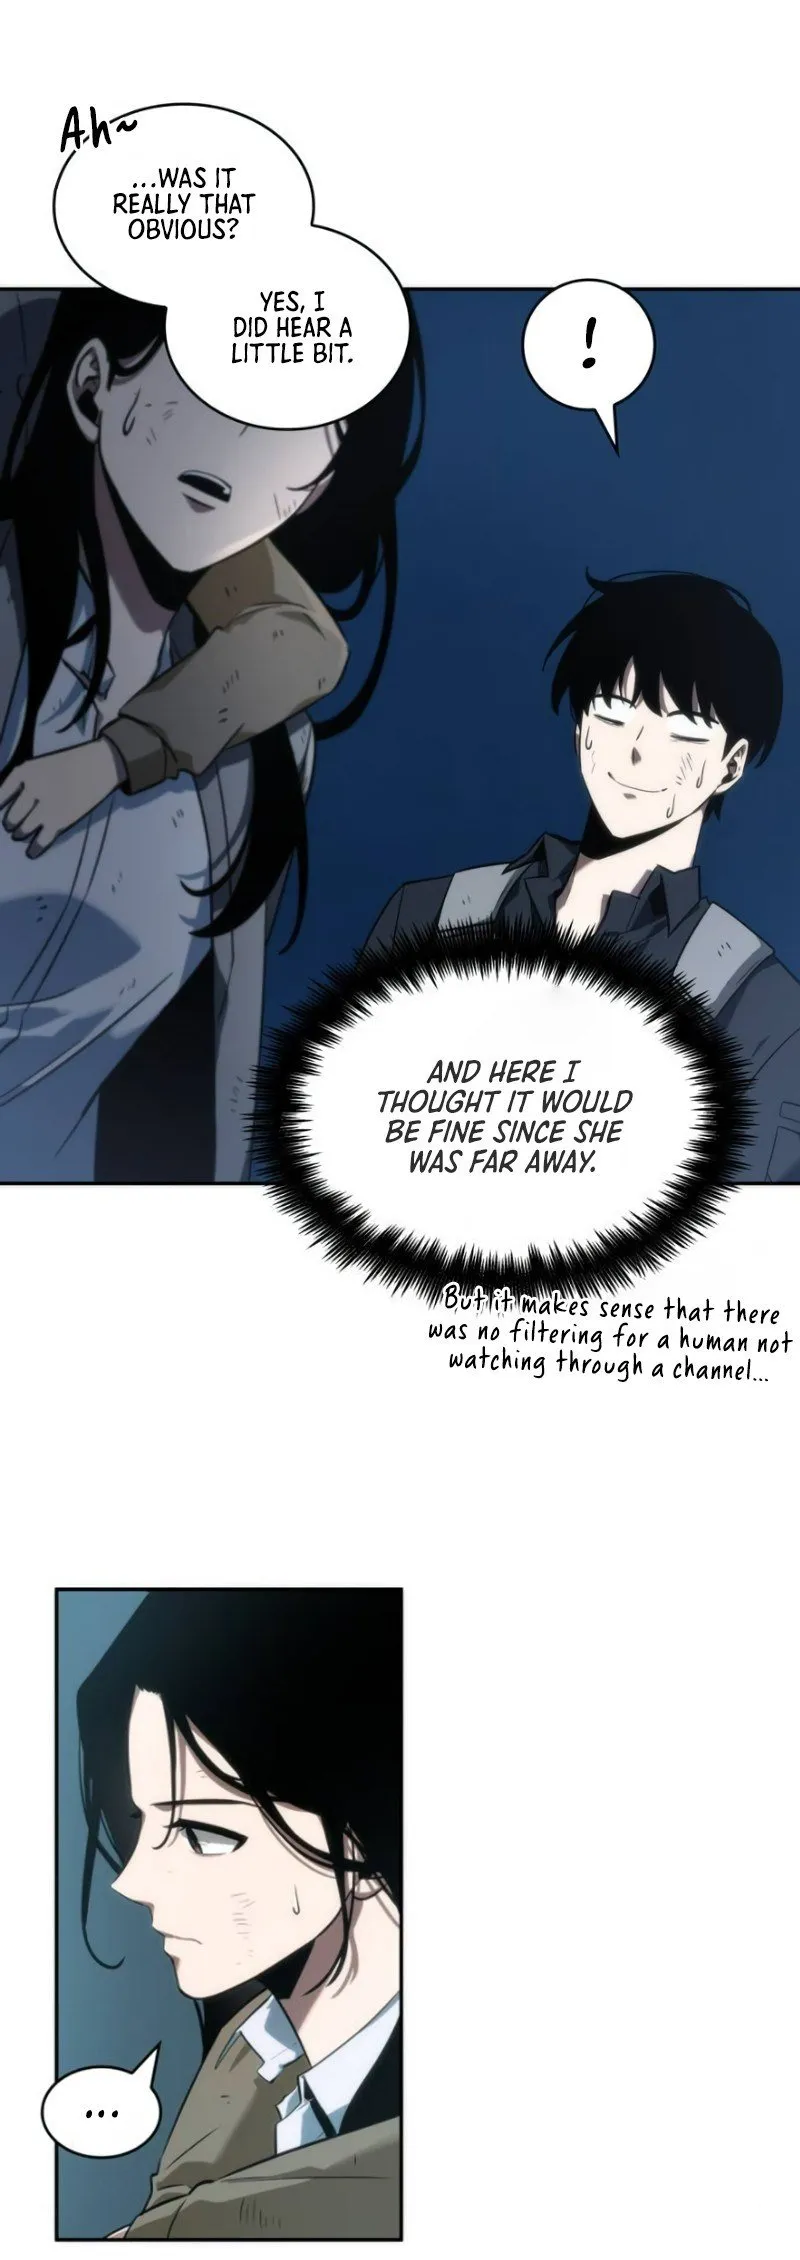 Ah~
...WAS IT
REALLY THAT
OBVIOUS?
YES, I
DID HEAR A
LITTLE BIT.
!
AND HERE I
THOUGHT IT WOULD
BE FINE SINCE SHE
WAS FAR AWAY.
But it makes sense that there
was no filtering for a human not
watching through a channel...
...